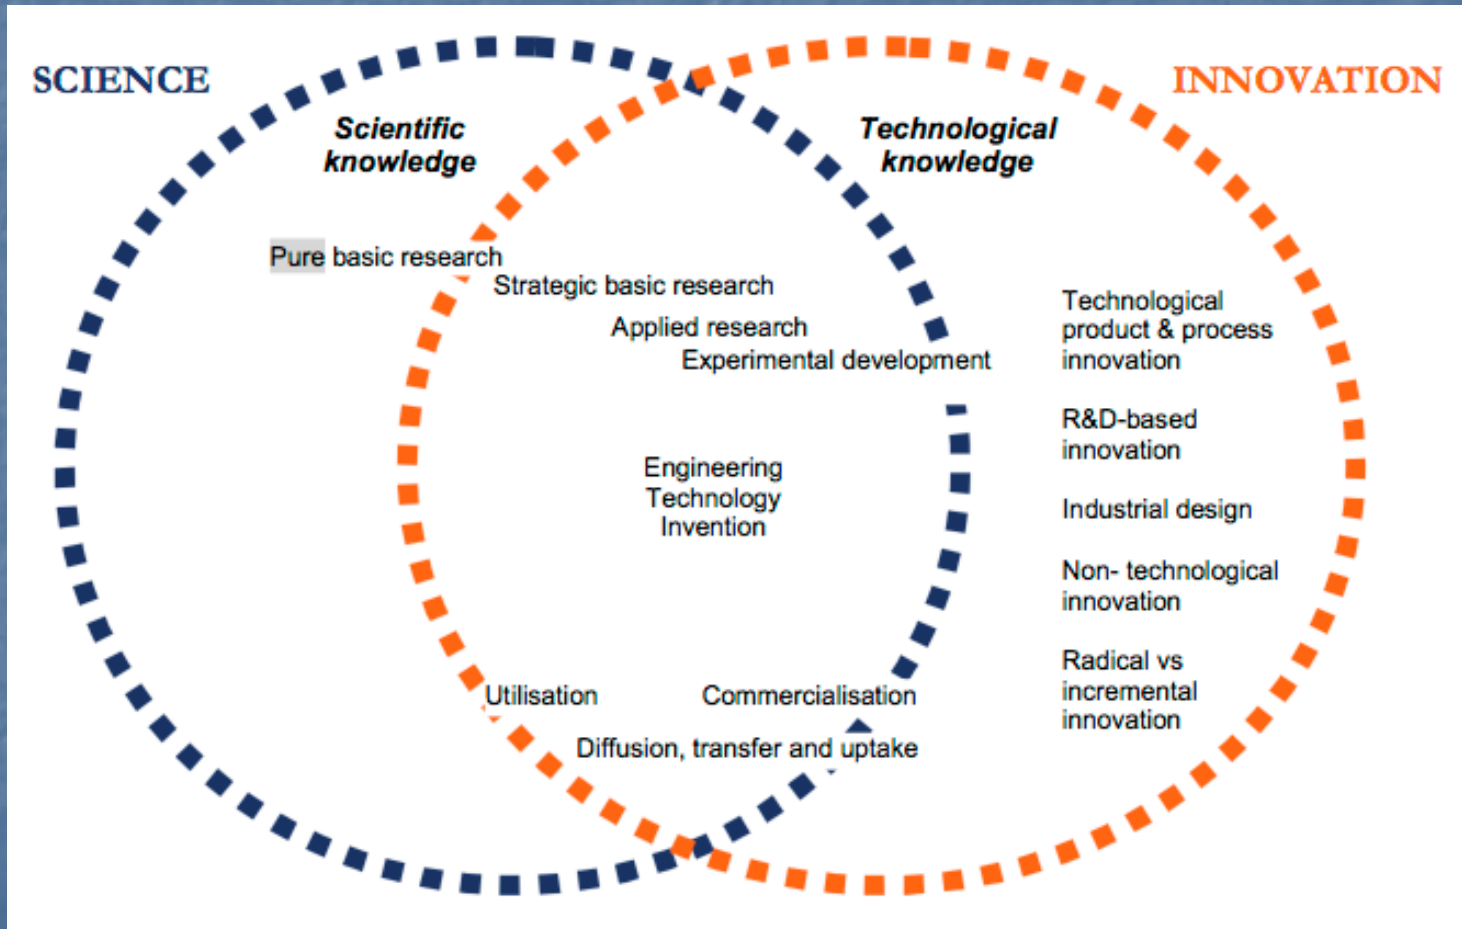 SCIENCE
INNOVATION
Scientific
knowledge
Technological
knowledge
Pure basic research
Strategic basic research
Applied research
Experimental development
Engineering
Technology
Invention
Utilisation
Commercialisation
Diffusion, transfer and uptake
Technological
product & process
innovation
R&D-based
innovation
Industrial design
Non- technological
innovation
Radical vs
incremental
innovation